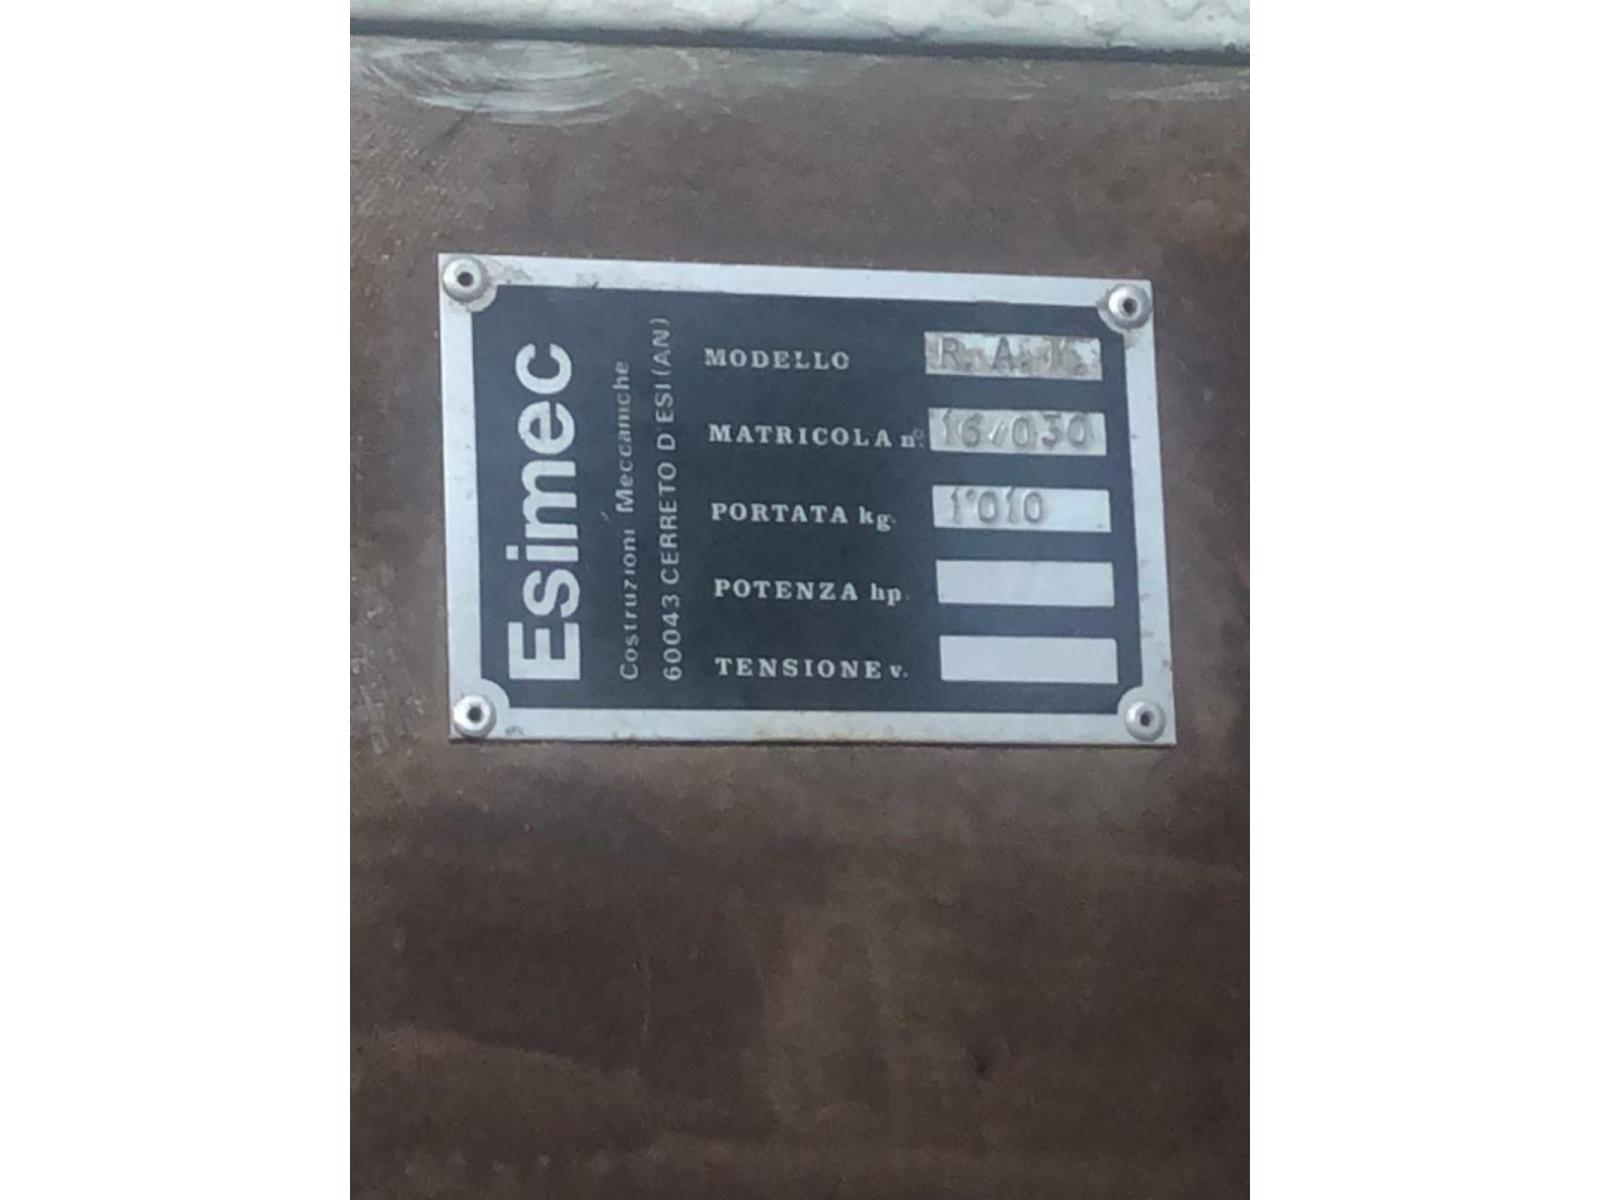 Esimec
Costruzioni Meccaniche
60043 CERRETO D'ESI (AN)
MODELLO
MATRICOLA n° 16/030
PORTATA kg. 1'010
POTENZA hp.
TENSIONE v.